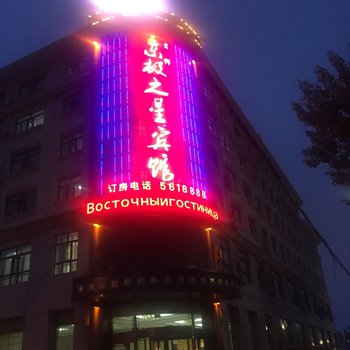 东极之星宾馆
订房电话 5618888
Восточныйгостиница